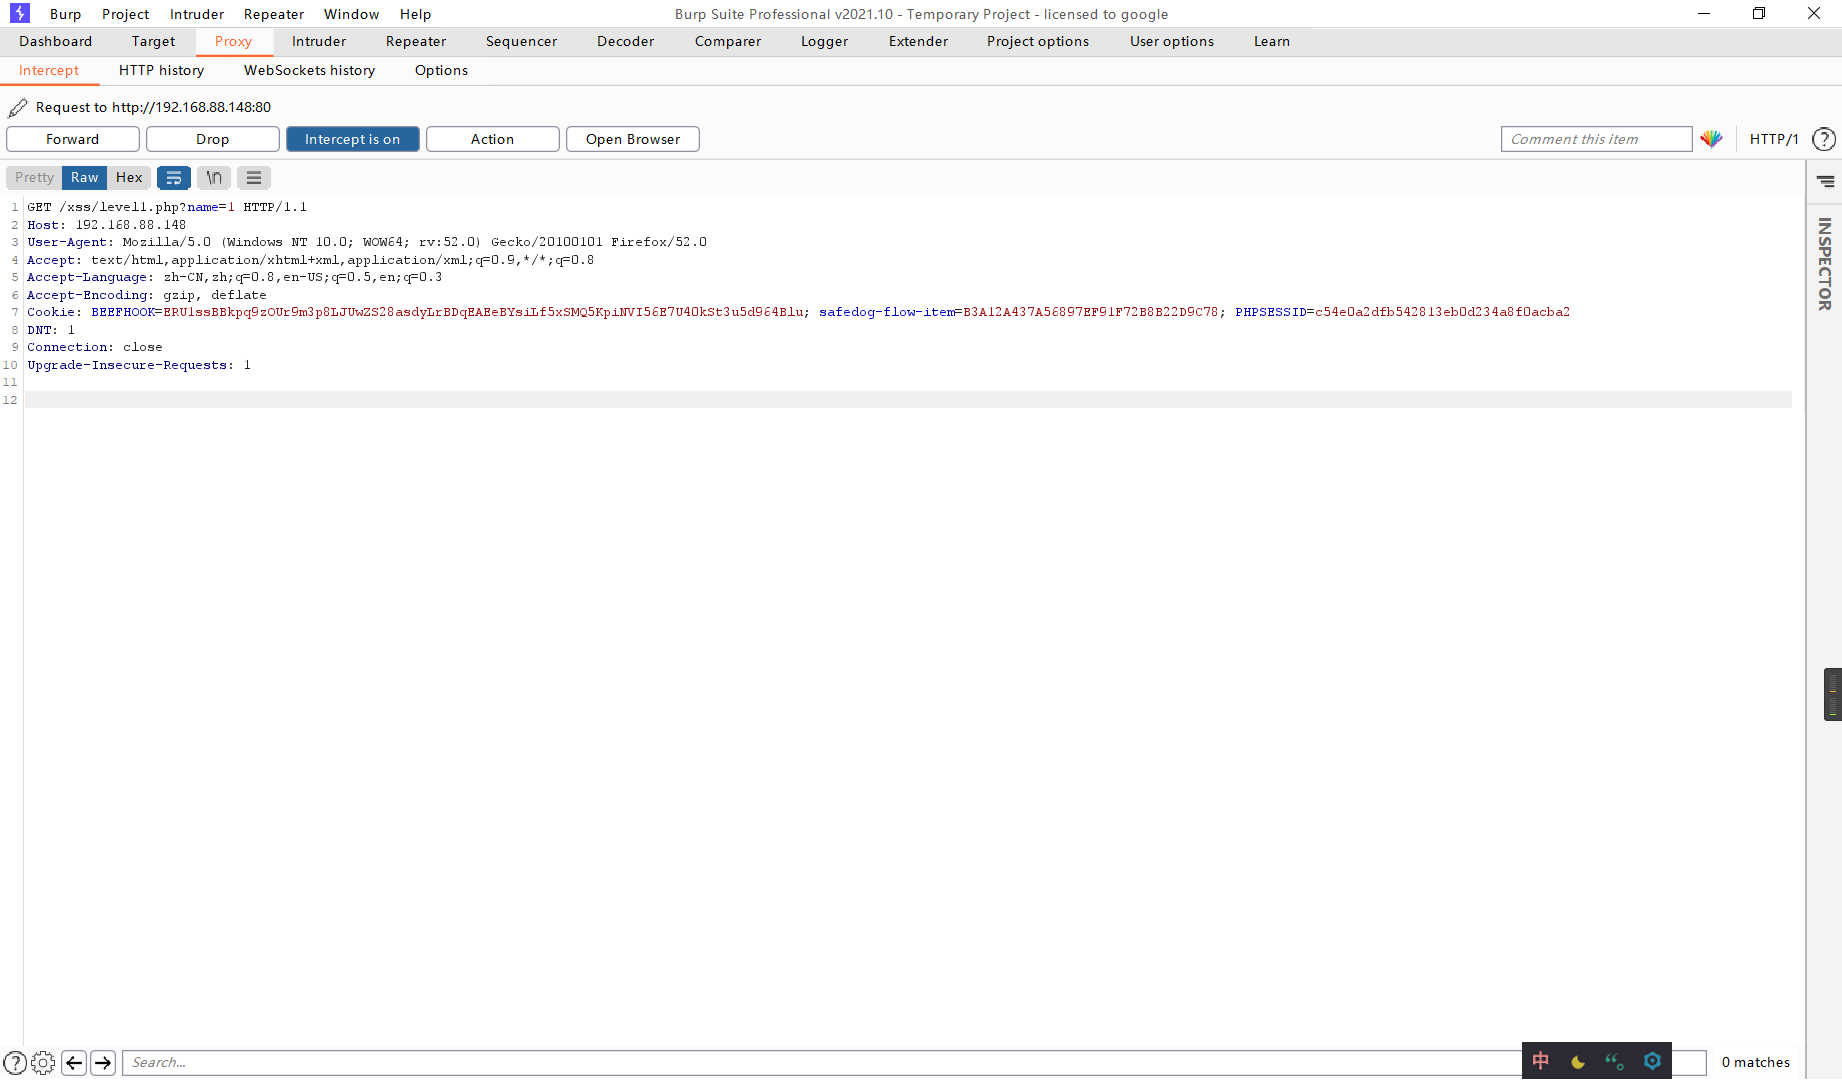 Burp Project Intruder Repeater Window Help
Burp Suite Professional v2021.10 - Temporary Project - licensed to google
Dashboard Target Proxy Intruder Repeater Sequencer Decoder Comparer Logger Extender Project options User options Learn
Intercept HTTP history WebSockets history Options
Request to http://192.168.88.148:80
Forward Drop Intercept is on Action Open Browser
Comment this item
HTTP/1 ?
Pretty Raw Hex \n
INSPECTOR
1 GET /xss/level1.php?name=1 HTTP/1.1
2 Host: 192.168.88.148
3 User-Agent: Mozilla/5.0 (Windows NT 10.0; WOW64; rv:52.0) Gecko/20100101 Firefox/52.0
4 Accept: text/html,application/xhtml+xml,application/xml;q=0.9,*/*;q=0.8
5 Accept-Language: zh-CN,zh;q=0.8,en-US;q=0.5,en;q=0.3
6 Accept-Encoding: gzip, deflate
7 Cookie: BEEFHOOK=ERU1ssBBkpq9zOUr9m3p8LJUwZS28asdyLrBDqEAEeBYsiLf5xSMQ5KpiNVI56E7U40kSt3u5d964Blu; safedog-flow-item=B3A12A437A56897EF91F72B8B22D9C78; PHPSESSID=c54e0a2dfb542813eb0d234a8f0acba2
8 DNT: 1
9 Connection: close
10 Upgrade-Insecure-Requests: 1
11
12
? Search...
中
0 matches